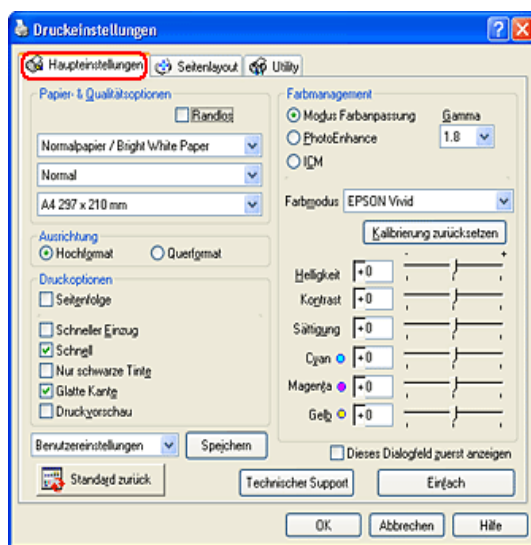 Druckeinstellungen
Haupteinstellungen Seitenlayout Utility
Papier- & Qualitätsoptionen
Randlos
Normalpapier / Bright White Paper
Normal
A4 297 x 210 mm
Ausrichtung
Hochformat Querformat
Druckoptionen
Seitenfolge
Schneller Einzug
Schnell
Nur schwarze Tinte
Glatte Kante
Druckvorschau
Benutzereinstellungen Speichern
Standard zurück
Farbmanagement
Modus Farbanpassung
PhotoEnhance
ICM
Gamma
1.8
Farbmodus EPSON Vivid
Kalibrierung zurücksetzen
- +
Helligkeit +0
Kontrast +0
Sättigung +0
Cyan +0
Magenta +0
Gelb +0
Dieses Dialogfeld zuerst anzeigen
Technischer Support Einfach
OK Abbrechen Hilfe